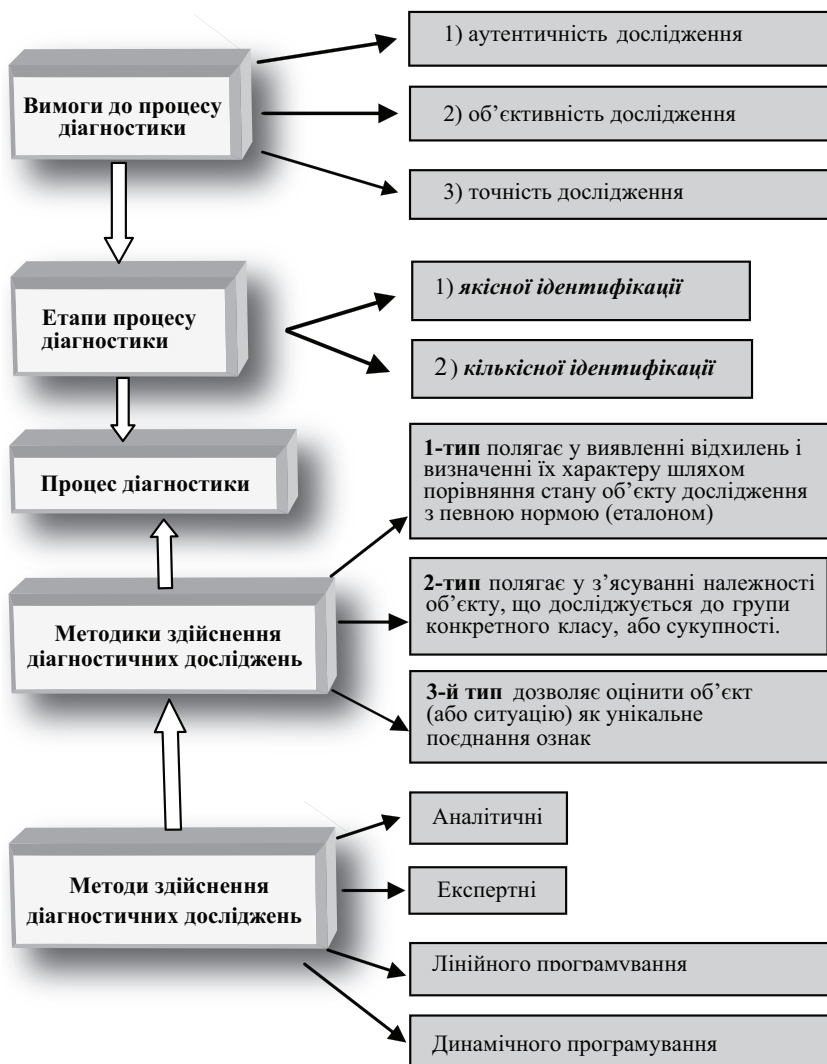 Вимоги до процесу
діагностики
1) аутентичність дослідження
2) об’єктивність дослідження
3) точність дослідження
Етапи процесу
діагностики
1) якісної ідентифікації
2) кількісної ідентифікації
Процес діагностики
1-тип полягає у виявленні відхилень і
визначенні їх характеру шляхом
порівняння стану об’єкту дослідження
з певною нормою (еталоном)
Методики здійснення
діагностичних досліджень
2-тип полягає у з’ясуванні належності
об’єкту, що досліджується до групи
конкретного класу, або сукупності.
3-й тип дозволяє оцінити об’єкт
(або ситуацію) як унікальне
поєднання ознак
Методи здійснення
діагностичних досліджень
Аналітичні
Експертні
Лінійного програмування
Динамічного програмування